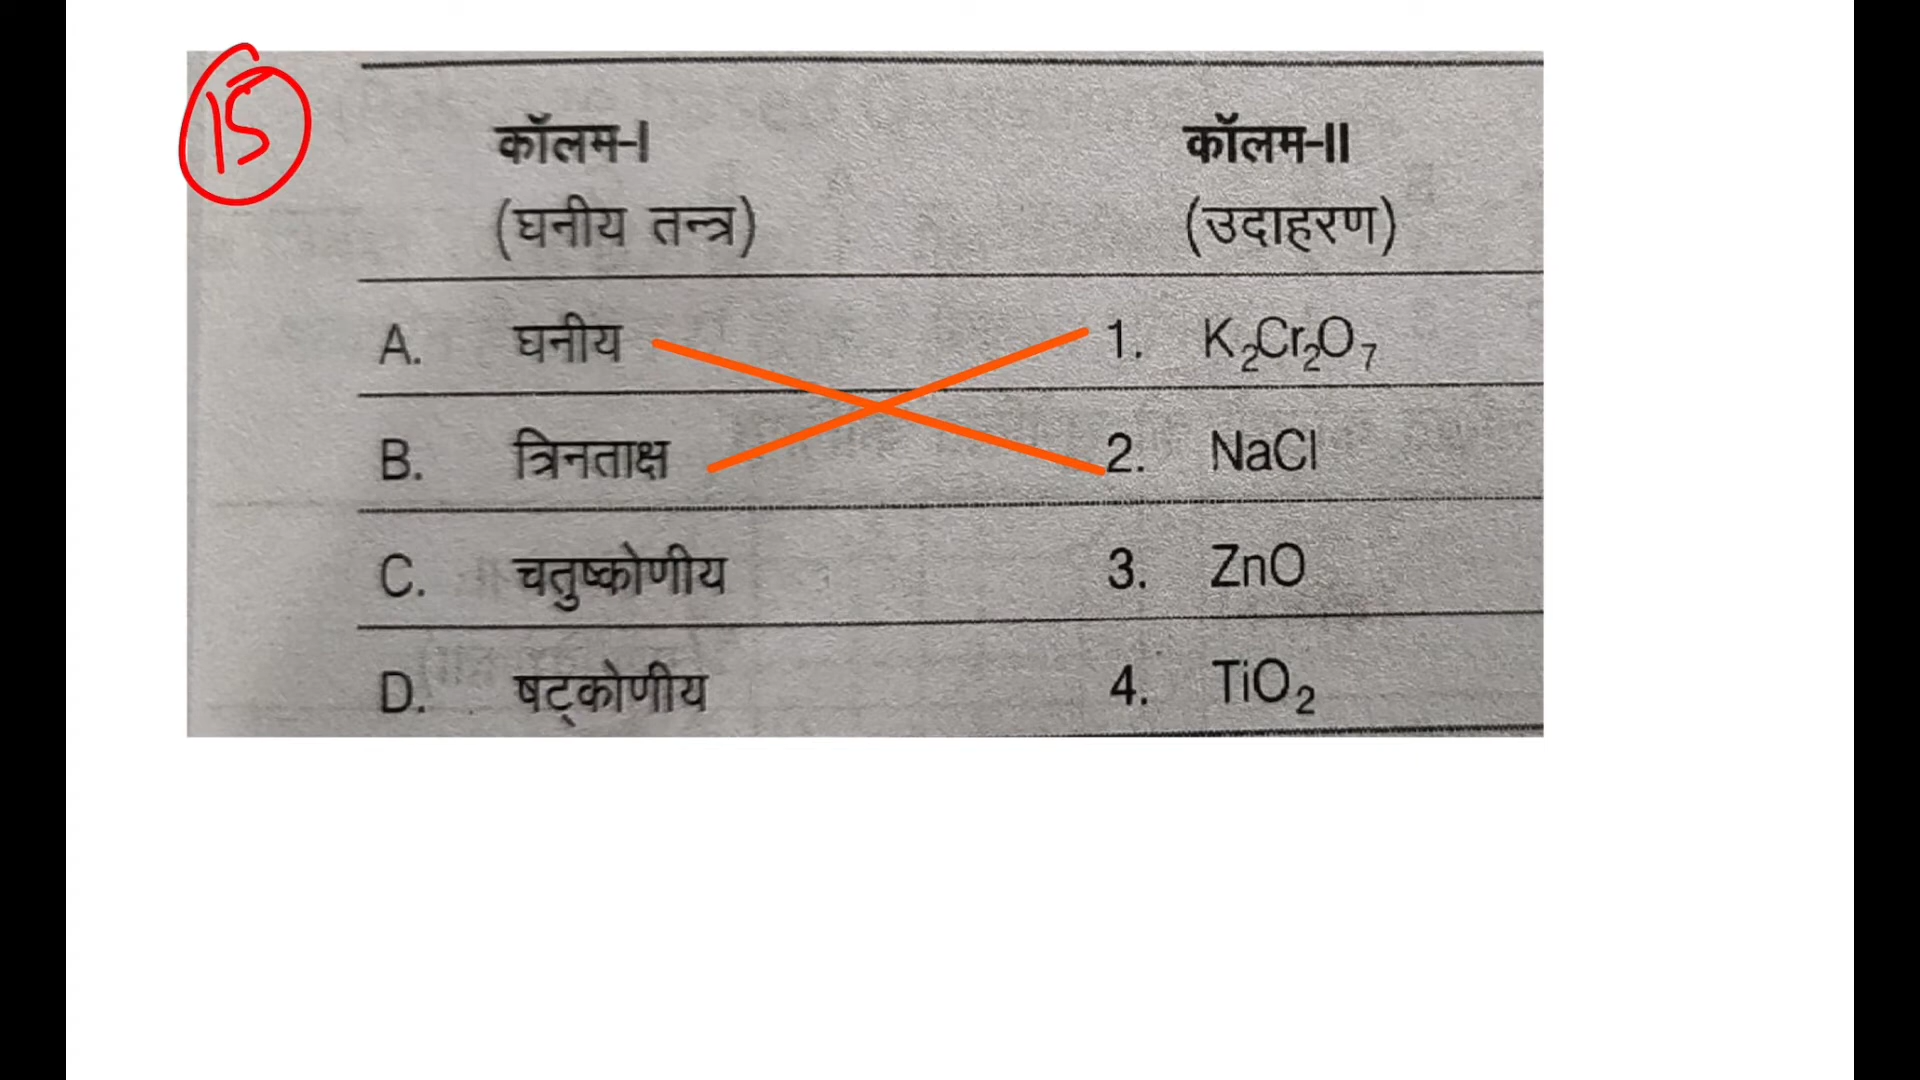 15
कॉलम-I कॉलम-II
(घनीय तन्त्र) (उदाहरण)
A. घनीय 1. K₂Cr₂O₇
B. त्रिनताक्ष 2. NaCl
C. चतुष्कोणीय 3. ZnO
D. षट्कोणीय 4. TiO₂